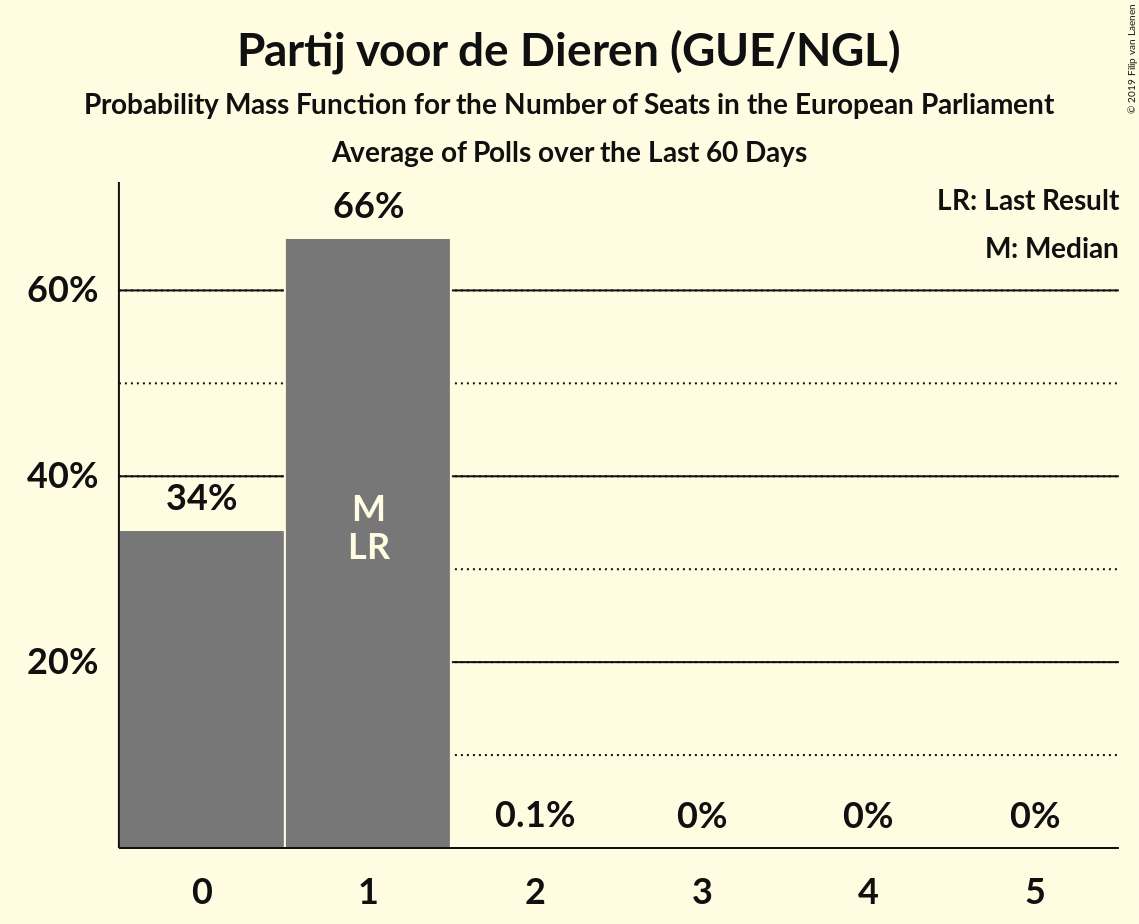 Partij voor de Dieren (GUE/NGL)
Probability Mass Function for the Number of Seats in the European Parliament
Average of Polls over the Last 60 Days
© 2019 Filip van Laenen
LR: Last Result
M: Median
66%
60%
40%
34%
M
LR
20%
0.1%
0%
0%
0%
0
1
2
3
4
5